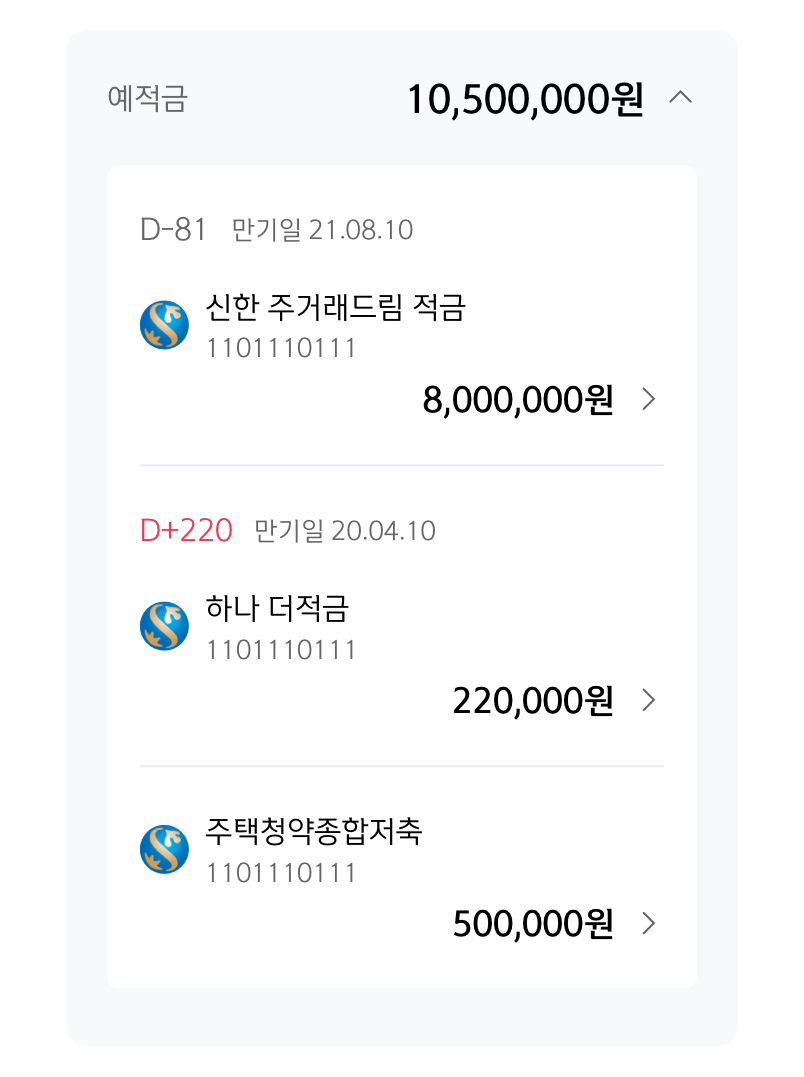 예적금 10,500,000원
D-81 만기일 21.08.10
신한 주거래드림 적금
1101110111
8,000,000원
D+220 만기일 20.04.10
하나 더적금
1101110111
220,000원
주택청약종합저축
1101110111
500,000원